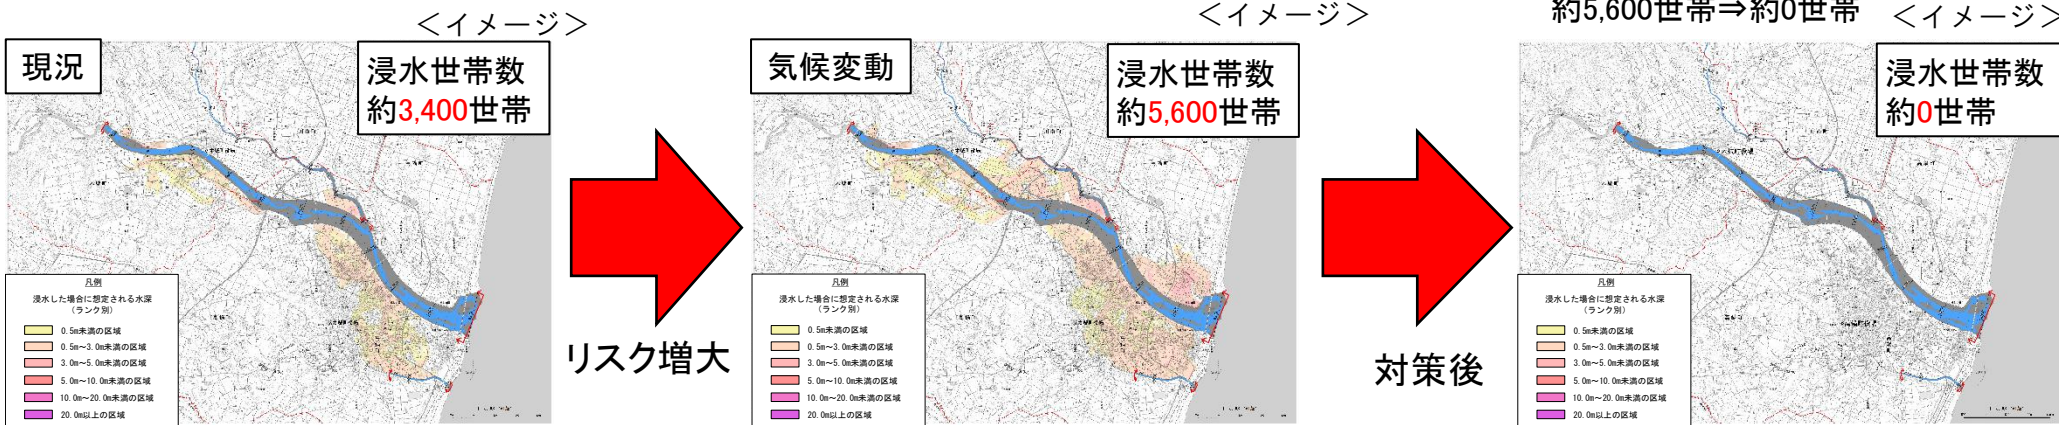 ＜イメージ＞
現況
浸水世帯数
約3,400世帯
凡例
浸水した場合に想定される水深
（ランク別）
0.5m未満の区域
0.5m～3.0m未満の区域
3.0m～5.0m未満の区域
5.0m～10.0m未満の区域
10.0m～20.0m未満の区域
20.0m以上の区域
リスク増大
＜イメージ＞
気候変動
浸水世帯数
約5,600世帯
凡例
浸水した場合に想定される水深
（ランク別）
0.5m未満の区域
0.5m～3.0m未満の区域
3.0m～5.0m未満の区域
5.0m～10.0m未満の区域
10.0m～20.0m未満の区域
20.0m以上の区域
対策後
約5,600世帯⇒約0世帯
＜イメージ＞
浸水世帯数
約0世帯
凡例
浸水した場合に想定される水深
（ランク別）
0.5m未満の区域
0.5m～3.0m未満の区域
3.0m～5.0m未満の区域
5.0m～10.0m未満の区域
10.0m～20.0m未満の区域
20.0m以上の区域